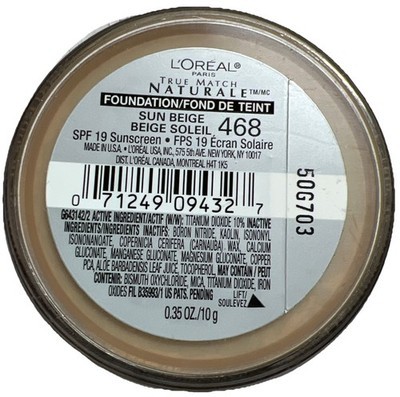 L'ORÉAL®
PARIS
TRUE MATCH
NATURALE™/MC
FOUNDATION/FOND DE TEINT
SUN BEIGE
BEIGE SOLEIL 468
SPF 19 Sunscreen • FPS 19 Écran Solaire
MADE IN U.S.A. • L'ORÉAL USA, INC., 575 5th AVE. NEW YORK, NY 10017
DIST. L'ORÉAL CANADA, MONTREAL H4T 1K5
0 71249 09432 7
G643142/2 ACTIVE INGREDIENT/ACTIF (W/W): TITANIUM DIOXIDE 10% INACTIVE
INGREDIENTS/INGRÉDIENTS INACTIFS: BORON NITRIDE, KAOLIN, ISONONYL
ISONONANOATE, COPERNICIA CERIFERA (CARNAUBA) WAX, CALCIUM
GLUCONATE, MANGANESE GLUCONATE, MAGNESIUM GLUCONATE, COPPER
PCA, ALOE BARBADENSIS LEAF JUICE, TOCOPHEROL, MAY CONTAIN / PEUT
CONTENIR: BISMUTH OXYCHLORIDE, MICA, TITANIUM DIOXIDE, IRON
OXIDES FIL B35993/1 US PATS. PENDING
LIFT/
SOULEVEZ
0.35 OZ./10 g
50G703